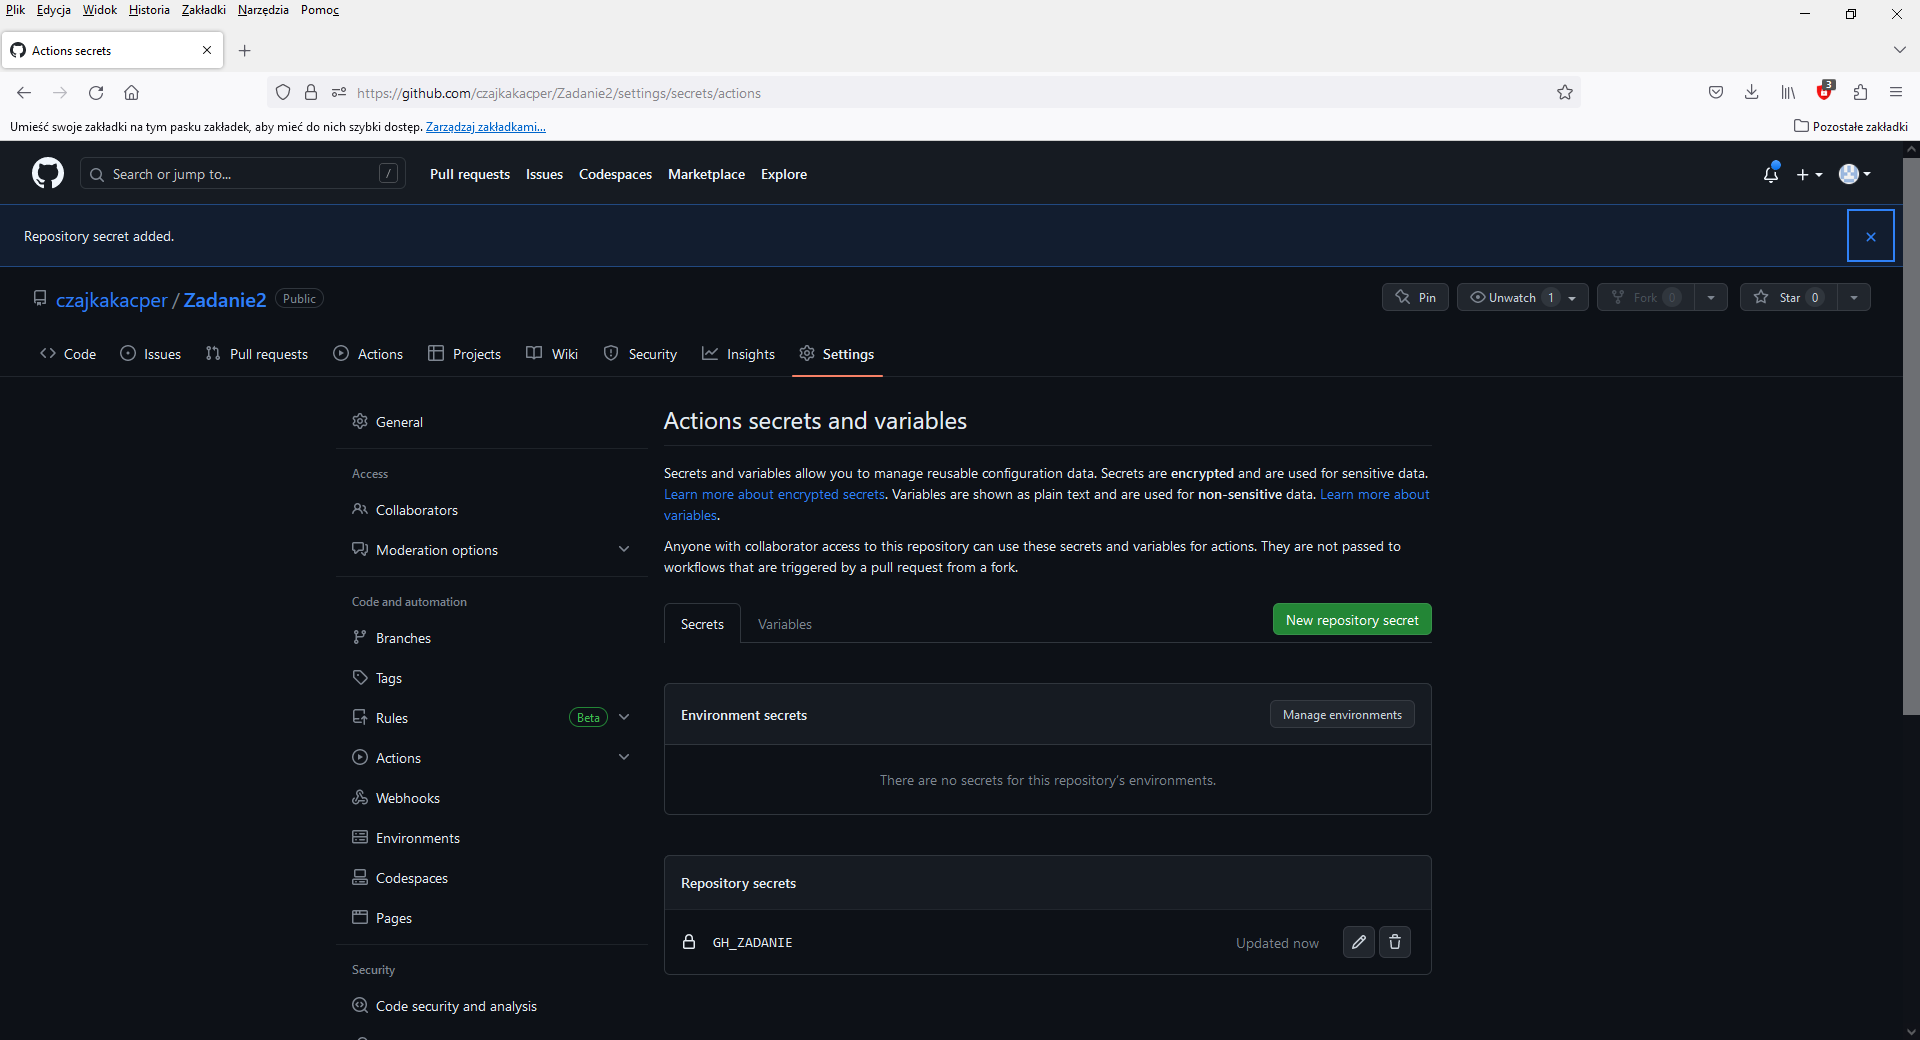 Plik Edycja Widok Historia Zakładki Narzędzia Pomoc
Actions secrets
https://github.com/czajkakacper/Zadanie2/settings/secrets/actions
3
Umieść swoje zakładki na tym pasku zakładek, aby mieć do nich szybki dostęp. Zarządzaj zakładkami...
Pozostałe zakładki
Search or jump to... /
Pull requests Issues Codespaces Marketplace Explore
Repository secret added.
czajkakacper / Zadanie2 Public
Pin Unwatch 1 Fork 0 Star 0
Code Issues Pull requests Actions Projects Wiki Security Insights Settings
General
Access
Collaborators
Moderation options
Code and automation
Branches
Tags
Rules Beta
Actions
Webhooks
Environments
Codespaces
Pages
Security
Code security and analysis
Actions secrets and variables
Secrets and variables allow you to manage reusable configuration data. Secrets are encrypted and are used for sensitive data.
Learn more about encrypted secrets. Variables are shown as plain text and are used for non-sensitive data. Learn more about
variables.
Anyone with collaborator access to this repository can use these secrets and variables for actions. They are not passed to
workflows that are triggered by a pull request from a fork.
Secrets Variables
New repository secret
Environment secrets
Manage environments
There are no secrets for this repository's environments.
Repository secrets
GH_ZADANIE
Updated now